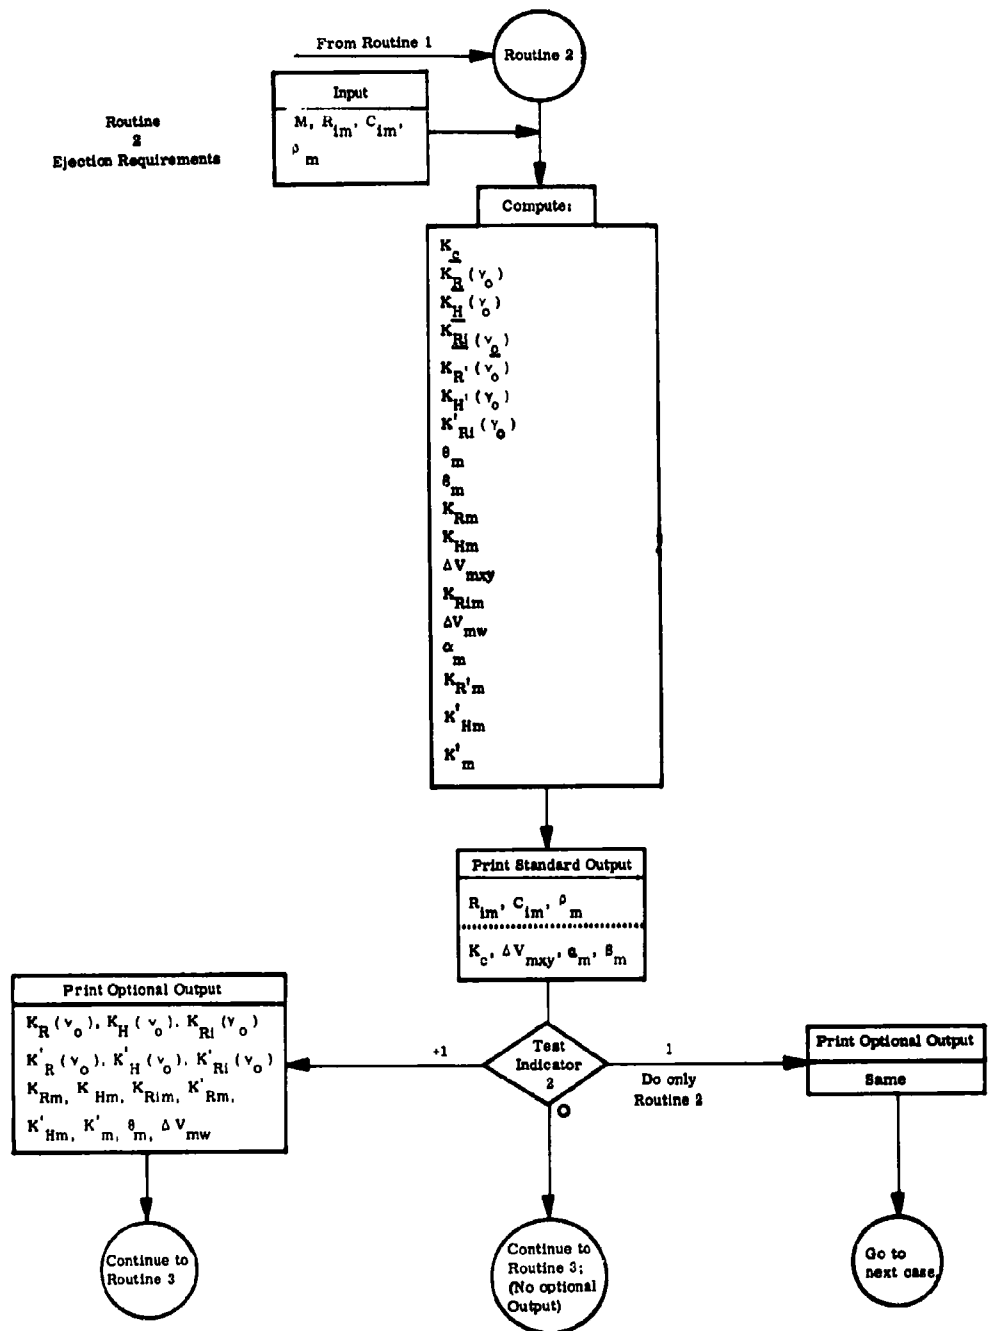 From Routine 1
Routine 2
Input
M, R_im, C_im,
ρ_m
Routine
2
Ejection Requirements
Compute:
K_c
K_R (γ_o)
K_H (γ_o)
K_Ri (γ_o)
K_R' (γ_o)
K_H' (γ_o)
K'_Ri (γ_o)
θ_m
β_m
K_Rm
K_Hm
ΔV_mxy
K_Rim
ΔV_mw
α_m
K_R'm
K'_Hm
K'_m
Print Standard Output
R_im, C_im, ρ_m
K_c, ΔV_mxy, α_m, β_m
Print Optional Output
K_R (γ_o), K_H (γ_o), K_Ri (γ_o)
K'_R (γ_o), K'_H (γ_o), K'_Ri (γ_o)
K_Rm, K_Hm, K_Rim, K'_Rm,
K'_Hm, K'_m, θ_m, ΔV_mw
+1
Test
Indicator
2
1
Do only
Routine 2
O
Print Optional Output
Same
Continue to
Routine 3
Continue to
Routine 3;
(No optional
Output)
Go to
next case